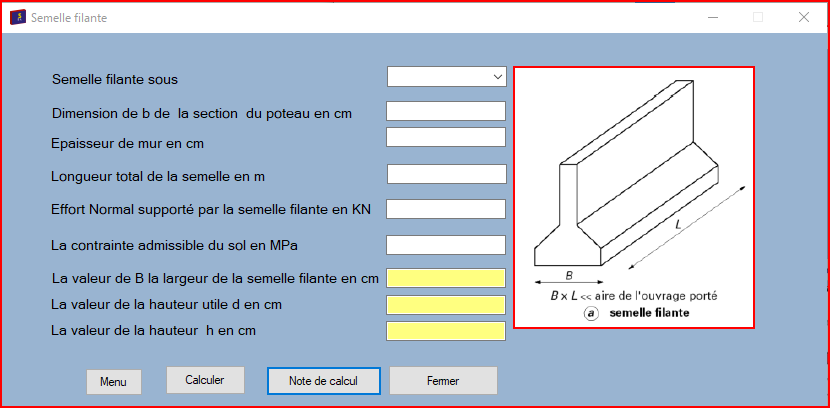 Semelle filante
Semelle filante sous
Dimension de b de la section du poteau en cm
Epaisseur de mur en cm
Longueur total de la semelle en m
Effort Normal supporté par la semelle filante en KN
La contrainte admissible du sol en MPa
La valeur de B la largeur de la semelle filante en cm
La valeur de la hauteur utile d en cm
La valeur de la hauteur h en cm
L
B
B x L << aire de l'ouvrage porté
a semelle filante
Menu
Calculer
Note de calcul
Fermer